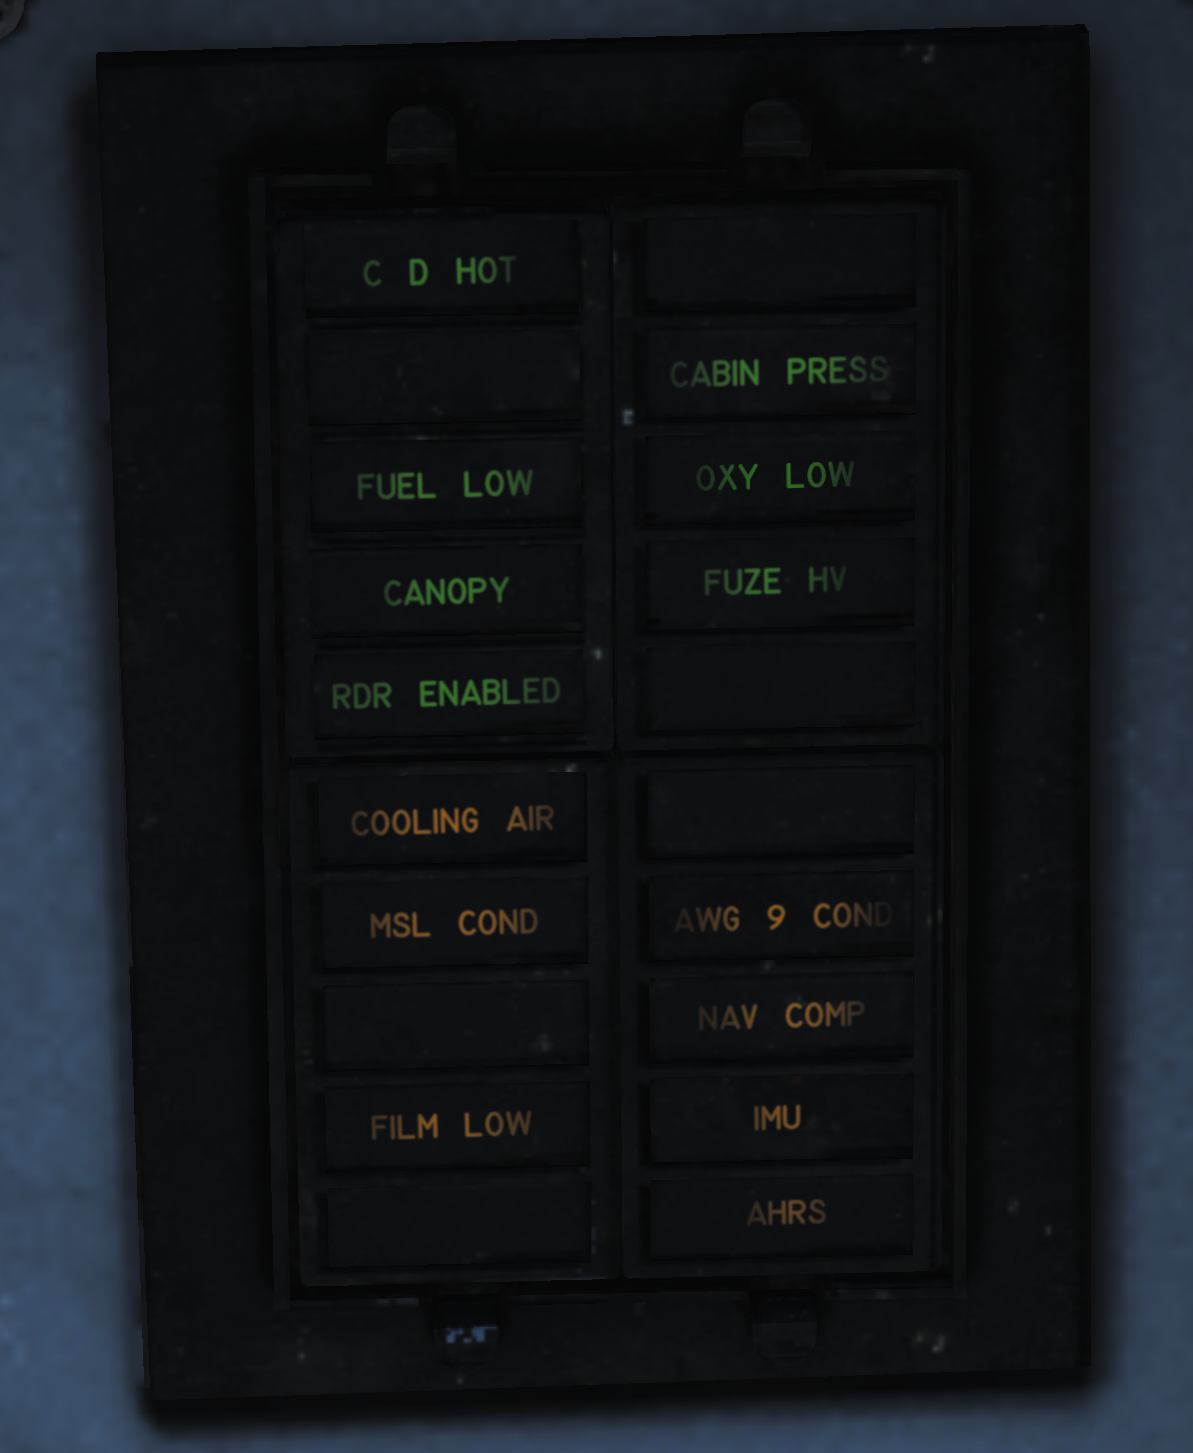 C D HOT
CABIN PRESS
FUEL LOW
OXY LOW
CANOPY
FUZE HV
RDR ENABLED
COOLING AIR
MSL COND
AWG 9 COND
NAV COMP
FILM LOW
IMU
AHRS